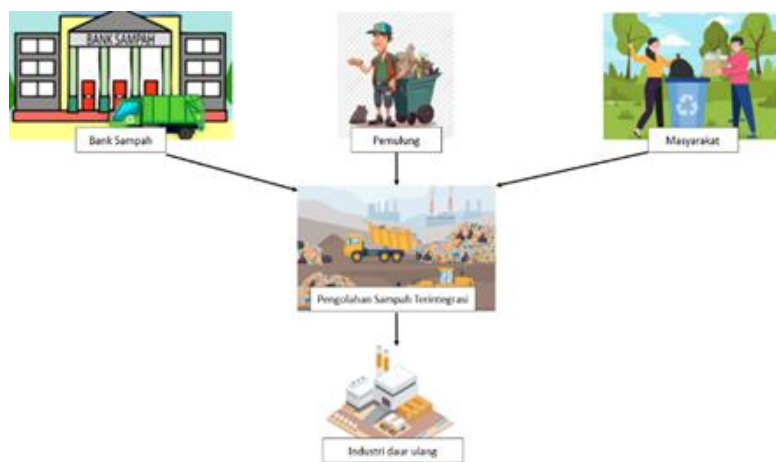 BANK SAMPAH
Bank Sampah
Pemulung
Masyarakat
Pengolahan Sampah Terintegrasi
Industri daur ulang